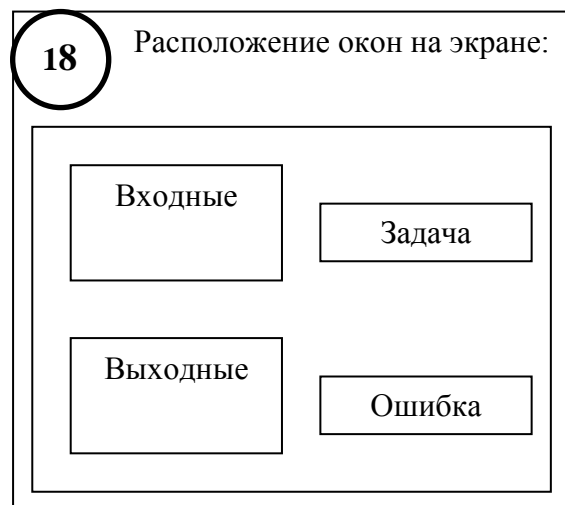 18
Расположение окон на экране:
Входные
Задача
Выходные
Ошибка